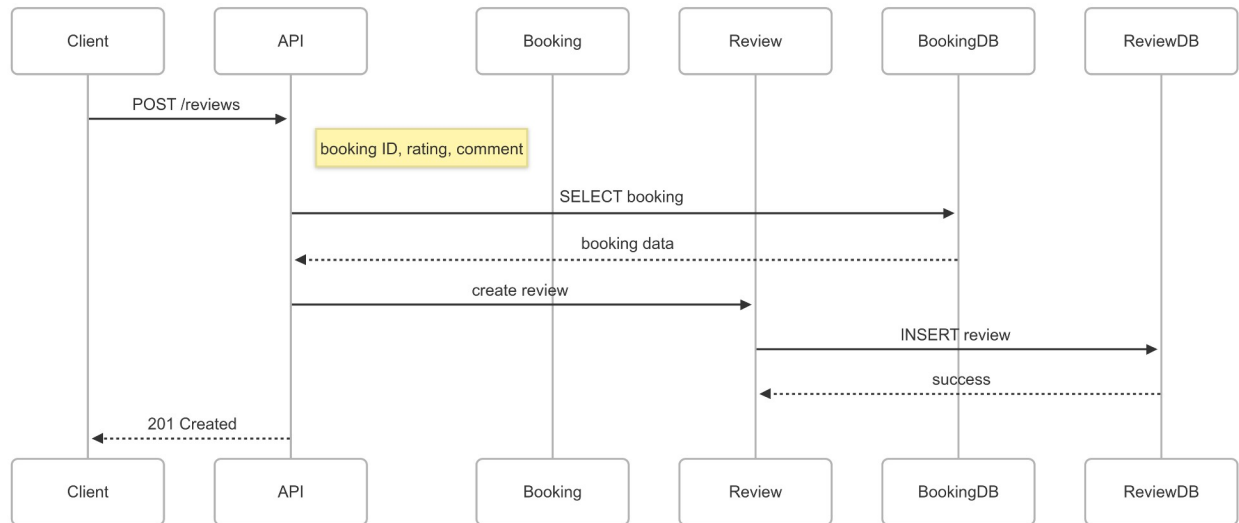 Client
API
Booking
Review
BookingDB
ReviewDB
POST /reviews
booking ID, rating, comment
SELECT booking
booking data
create review
INSERT review
success
201 Created
Client
API
Booking
Review
BookingDB
ReviewDB